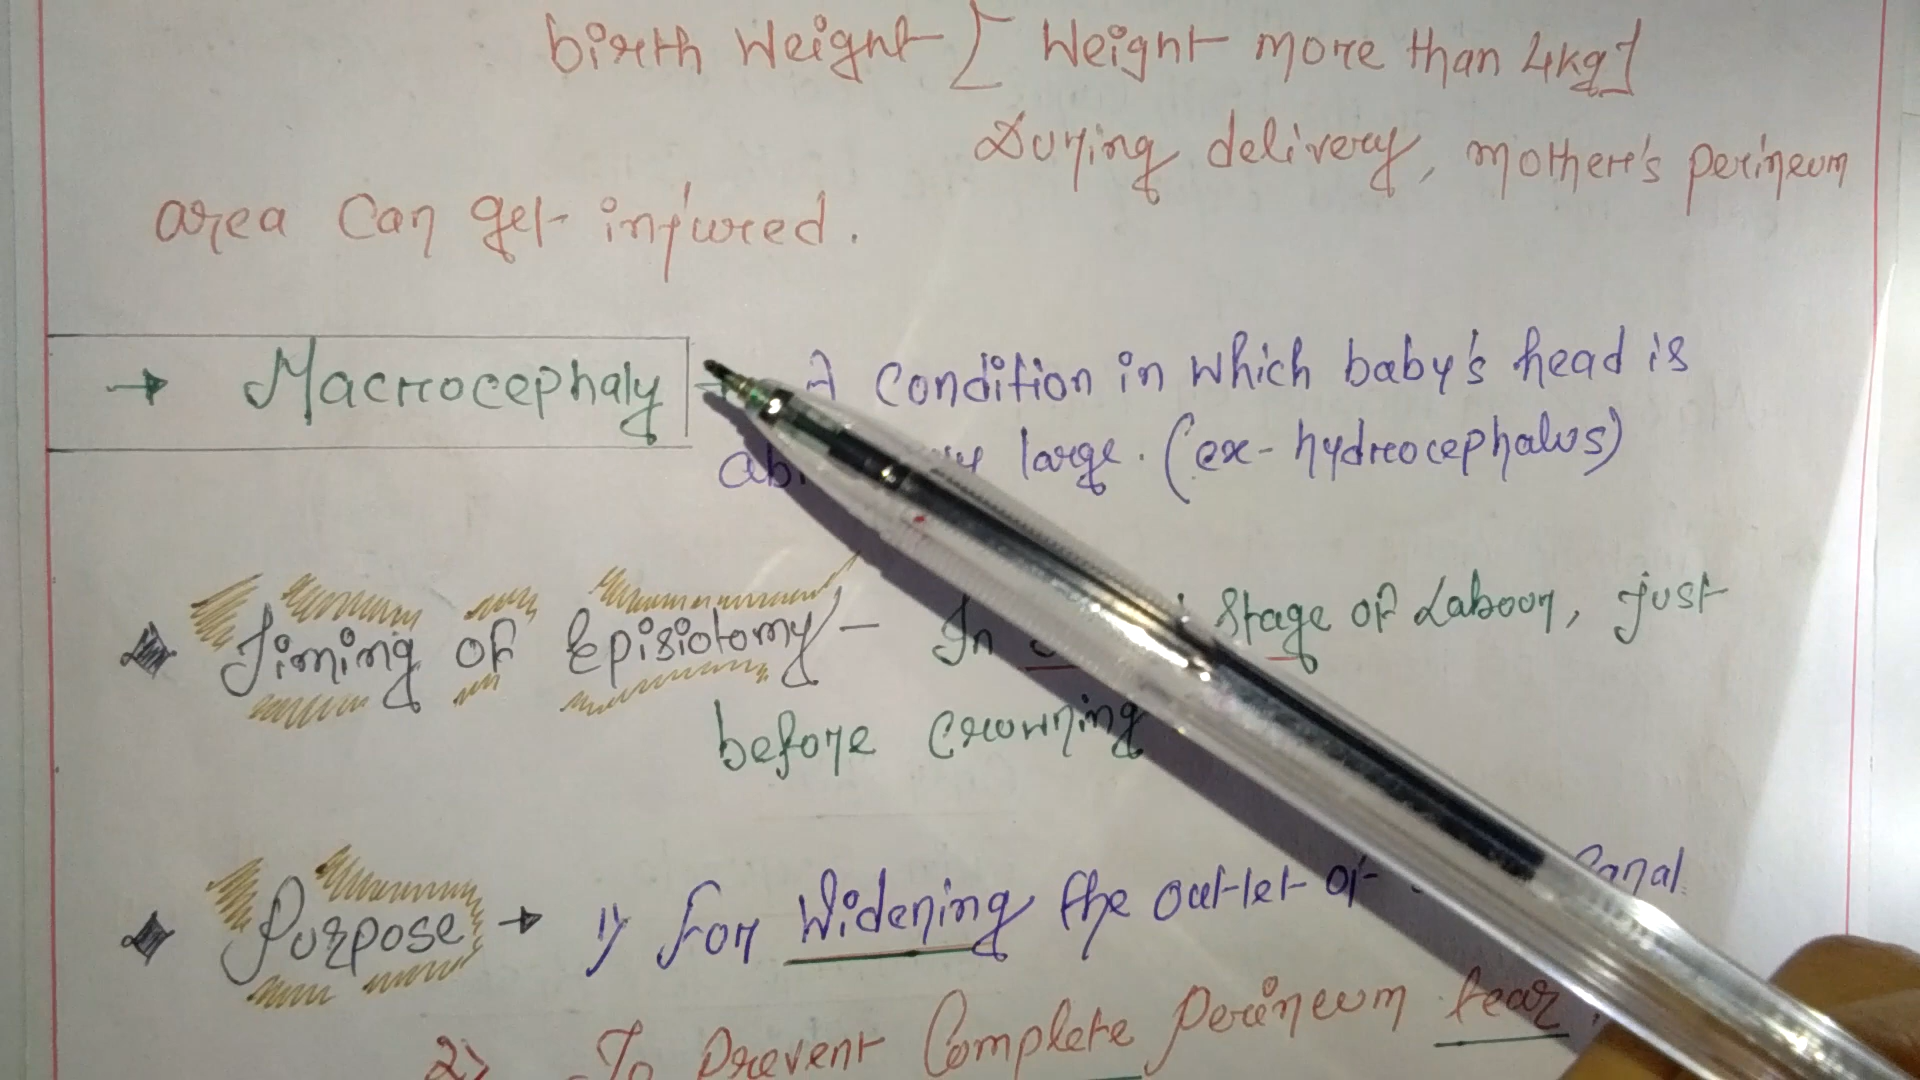 birth weight [ Weight more than 4kg]
During delivery, mother's perineum
area can get injured.
→ Macrocephaly → A Condition in which baby's head is
large. (ex- hydrocephalus)
Timing of Episiotomy - In Stage of Labour, just
before crowning
Purpose → 1) For Widening the outlet of Canal
2) To Prevent Complete Perineum tear.